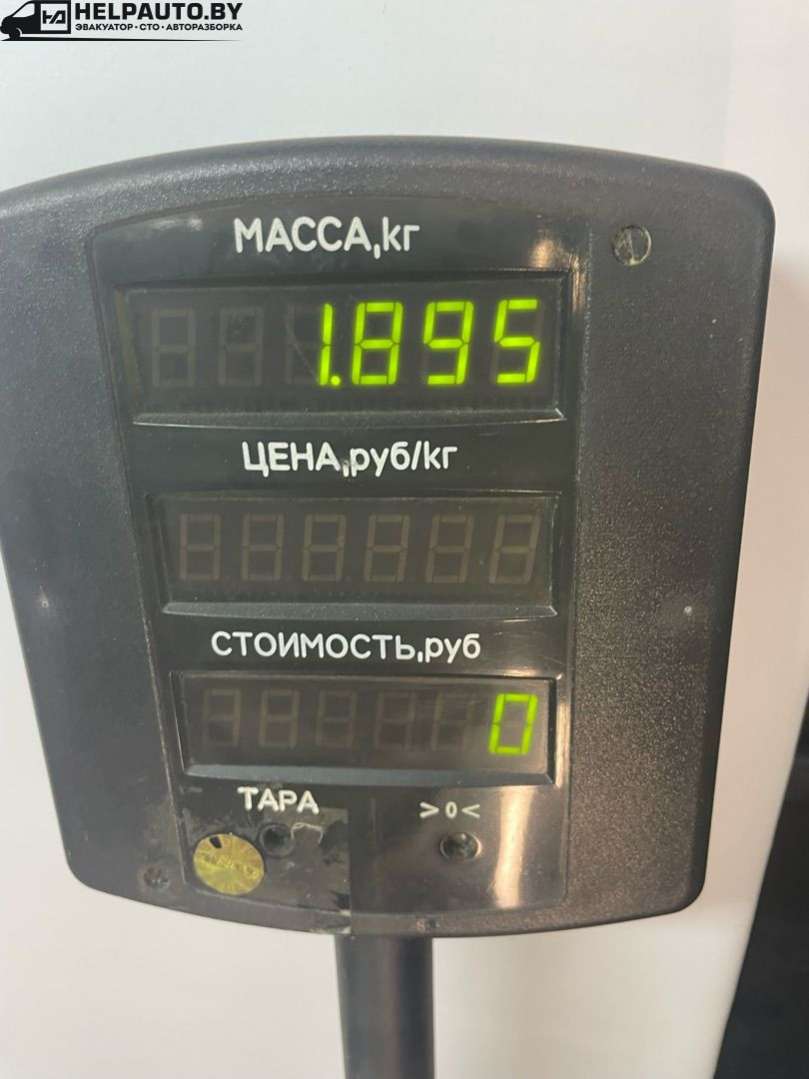 HELPAUTO.BY
ЭВАКУАТОР • СТО • АВТОРАЗБОРКА
МАССА,кг
1.895
ЦЕНА,руб/кг
СТОИМОСТЬ,руб
0
ТАРА >0<